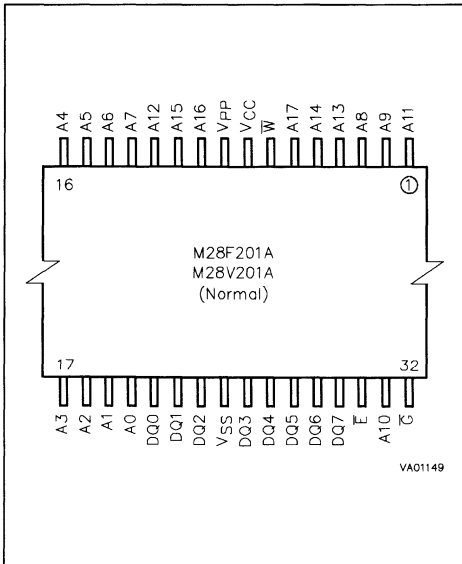 A4
A5
A6
A7
A12
A15
A16
VPP
VCC
W̅
A17
A14
A13
A8
A9
A11
16
1
M28F201A
M28V201A
(Normal)
17
32
A3
A2
A1
A0
DQ0
DQ1
DQ2
VSS
DQ3
DQ4
DQ5
DQ6
DQ7
E̅
A10
G̅
VA01149